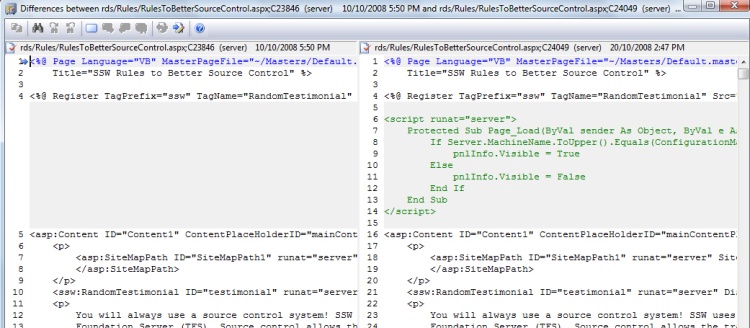 Differences between rds/Rules/RulesToBetterSourceControl.aspx;C23846 (server) 10/10/2008 5:50 PM and rds/Rules/RulesToBetterSourceControl.aspx;C24049 (server) ...
rds/Rules/RulesToBetterSourceControl.aspx;C23846 (server) 10/10/2008 5:50 PM
1 <%@ Page Language="VB" MasterPageFile="~/Masters/Default.
2 Title="SSW Rules to Better Source Control" %>
3
4 <%@ Register TagPrefix="ssw" TagName="RandomTestimonial"
5 <asp:Content ID="Content1" ContentPlaceHolderID="mainCont
6 <p>
7 <asp:SiteMapPath ID="SiteMapPath1" runat="server"
8 </asp:SiteMapPath>
9 </p>
10 <ssw:RandomTestimonial ID="testimonial" runat="server"
11 <p>
12 You will always use a source control system! SSW
13 Foundation Server (TFS). Source control allows th
rds/Rules/RulesToBetterSourceControl.aspx;C24049 (server) 20/10/2008 2:47 PM
1 <%@ Page Language="VB" MasterPageFile="~/Masters/Default.maste
2 Title="SSW Rules to Better Source Control" %>
3
4 <%@ Register TagPrefix="ssw" TagName="RandomTestimonial" Src=
5
6 <script runat="server">
7 Protected Sub Page_Load(ByVal sender As Object, ByVal e As
8 If Server.MachineName.ToUpper().Equals(ConfigurationMa
9 pnlInfo.Visible = True
10 Else
11 pnlInfo.Visible = False
12 End If
13 End Sub
14 </script>
15
16 <asp:Content ID="Content1" ContentPlaceHolderID="mainContentPl
17 <p>
18 <asp:SiteMapPath ID="SiteMapPath1" runat="server" Site
19 </asp:SiteMapPath>
20 </p>
21 <ssw:RandomTestimonial ID="testimonial" runat="server" Di
22 <p>
23 You will always use a source control system! SSW uses
24 Foundation Server (TFS). Source control allows the tra